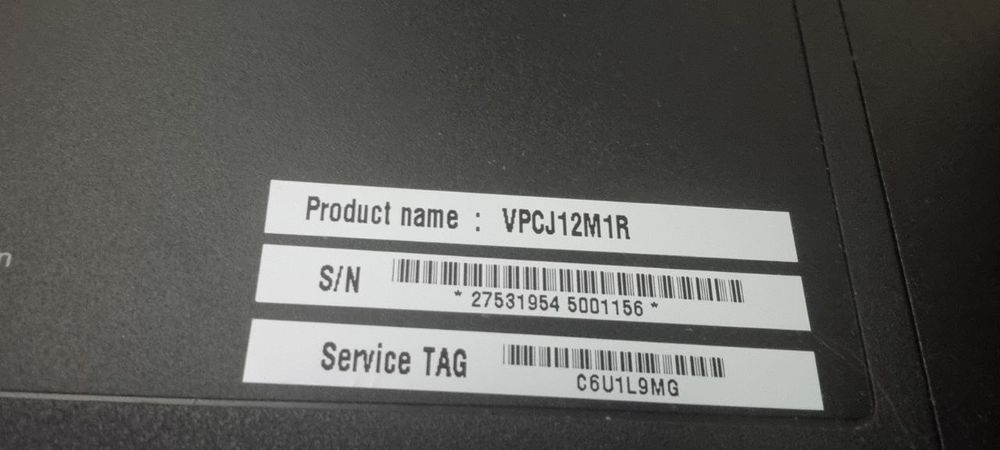 Product name : VPCJ12M1R
S/N
* 27531954 5001156 *
Service TAG
C6U1L9MG